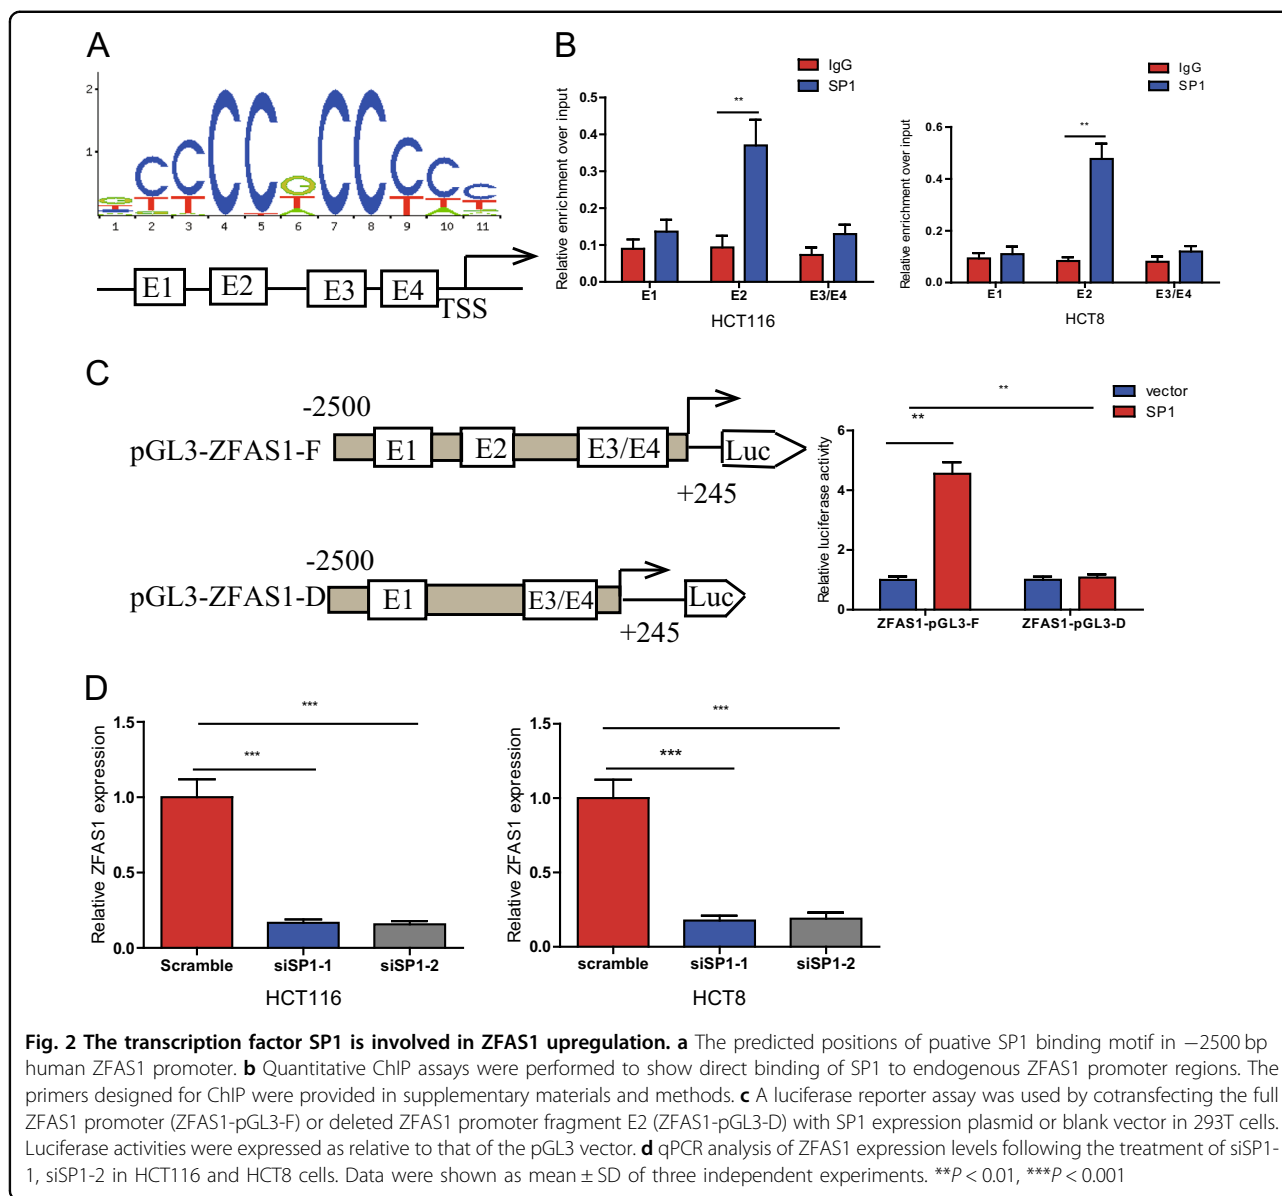 A
2
1
1 2 3 4 5 6 7 8 9 10 11
E1 E2 E3 E4
TSS
B
IgG
SP1
Relative enrichment over input
0.5
0.4
0.3
0.2
0.1
0.0
**
E1 E2 E3/E4
HCT116
IgG
SP1
Relative enrichment over input
0.6
0.4
0.2
0.0
**
E1 E2 E3/E4
HCT8
C
-2500
pGL3-ZFAS1-F
E1 E2 E3/E4 Luc
+245
-2500
pGL3-ZFAS1-D
E1 E3/E4 Luc
+245
vector
SP1
Relative luciferase activity
6
4
2
0
**
**
ZFAS1-pGL3-F ZFAS1-pGL3-D
D
Relative ZFAS1 expression
1.5
1.0
0.5
0.0
***
***
Scramble siSP1-1 siSP1-2
HCT116
Relative ZFAS1 expression
1.5
1.0
0.5
0.0
***
***
scramble siSP1-1 siSP1-2
HCT8
Fig. 2 The transcription factor SP1 is involved in ZFAS1 upregulation. a The predicted positions of puative SP1 binding motif in −2500 bp
human ZFAS1 promoter. b Quantitative ChIP assays were performed to show direct binding of SP1 to endogenous ZFAS1 promoter regions. The
primers designed for ChIP were provided in supplementary materials and methods. c A luciferase reporter assay was used by cotransfecting the full
ZFAS1 promoter (ZFAS1-pGL3-F) or deleted ZFAS1 promoter fragment E2 (ZFAS1-pGL3-D) with SP1 expression plasmid or blank vector in 293T cells.
Luciferase activities were expressed as relative to that of the pGL3 vector. d qPCR analysis of ZFAS1 expression levels following the treatment of siSP1-
1, siSP1-2 in HCT116 and HCT8 cells. Data were shown as mean ± SD of three independent experiments. **P < 0.01, ***P < 0.001